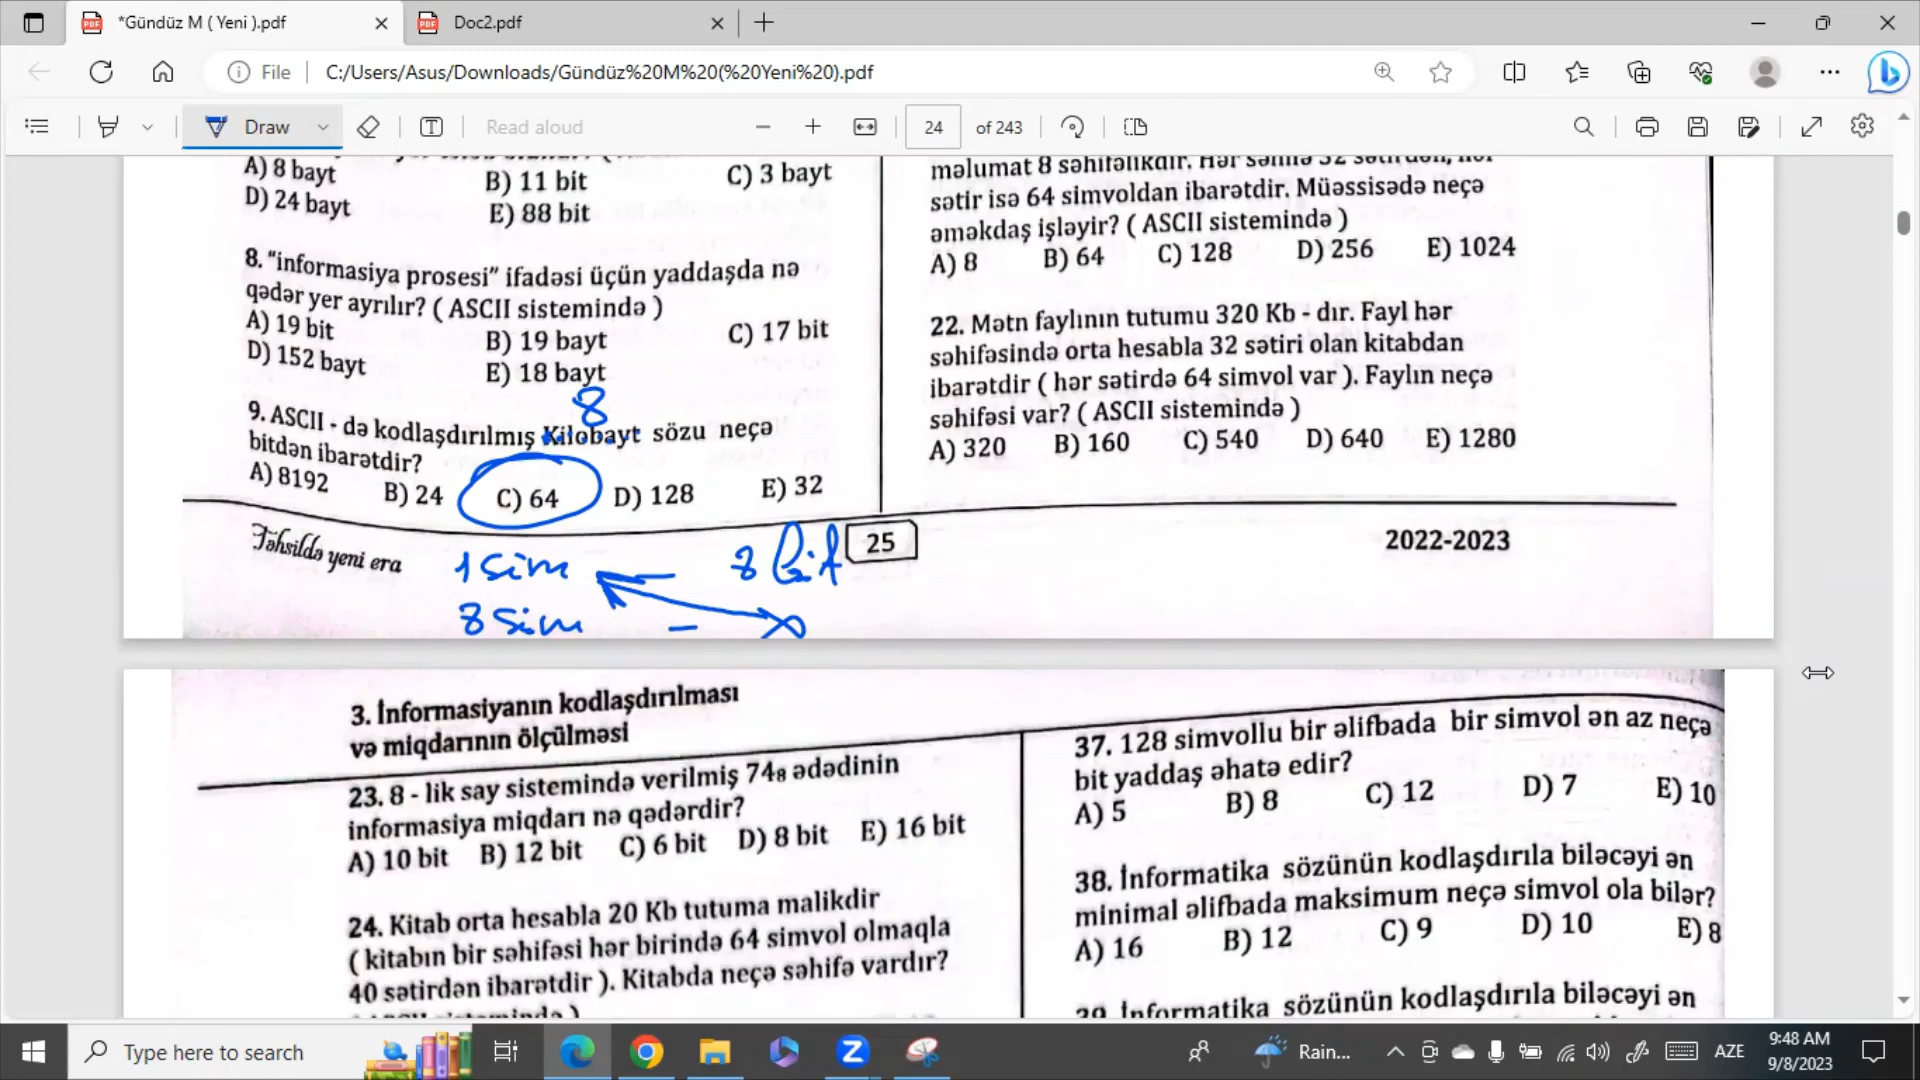 *Gündüz M ( Yeni ).pdf
Doc2.pdf
File
C:/Users/Asus/Downloads/Gündüz%20M%20(%20Yeni%20).pdf
Draw
Read aloud
24
of 243
A) 8 bayt B) 11 bit C) 3 bayt
D) 24 bayt E) 88 bit
8. "informasiya prosesi" ifadəsi üçün yaddaşda nə
qədər yer ayrılır? ( ASCII sistemində )
A) 19 bit B) 19 bayt C) 17 bit
D) 152 bayt E) 18 bayt
8
9. ASCII - də kodlaşdırılmış Kilobayt sözu neçə
bitdən ibarətdir?
A) 8192 B) 24 C) 64 D) 128 E) 32
məlumat 8 səhifəlikdir. Hər səhifə 32 sətirdən, hər
sətir isə 64 simvoldan ibarətdir. Müəssisədə neçə
əməkdaş işləyir? ( ASCII sistemində )
A) 8 B) 64 C) 128 D) 256 E) 1024
22. Mətn faylının tutumu 320 Kb - dır. Fayl hər
səhifəsində orta hesabla 32 sətiri olan kitabdan
ibarətdir ( hər sətirdə 64 simvol var ). Faylın neçə
səhifəsi var? ( ASCII sistemində )
A) 320 B) 160 C) 540 D) 640 E) 1280
Təhsildə yeni era
25
2022-2023
1 sim — 8 bit
8 sim — x
3. İnformasiyanın kodlaşdırılması
və miqdarının ölçülməsi
23. 8 - lik say sistemində verilmiş 74₈ ədədinin
informasiya miqdarı nə qədərdir?
A) 10 bit B) 12 bit C) 6 bit D) 8 bit E) 16 bit
24. Kitab orta hesabla 20 Kb tutuma malikdir
( kitabın bir səhifəsi hər birində 64 simvol olmaqla
40 sətirdən ibarətdir ). Kitabda neçə səhifə vardır?
37. 128 simvollu bir əlifbada bir simvol ən az neçə
bit yaddaş əhatə edir?
A) 5 B) 8 C) 12 D) 7 E) 10
38. İnformatika sözünün kodlaşdırıla biləcəyi ən
minimal əlifbada maksimum neçə simvol ola bilər?
A) 16 B) 12 C) 9 D) 10 E) 8
39. İnformatika sözünün kodlaşdırıla biləcəyi ən
Type here to search
Rain...
AZE
9:48 AM
9/8/2023